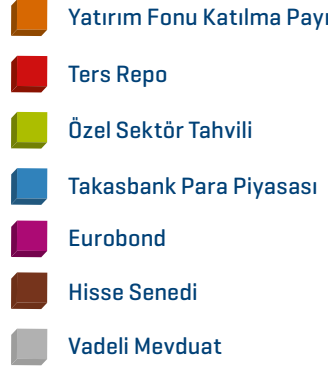 Yatırım Fonu Katılma Payı
Ters Repo
Özel Sektör Tahvili
Takasbank Para Piyasası
Eurobond
Hisse Senedi
Vadeli Mevduat